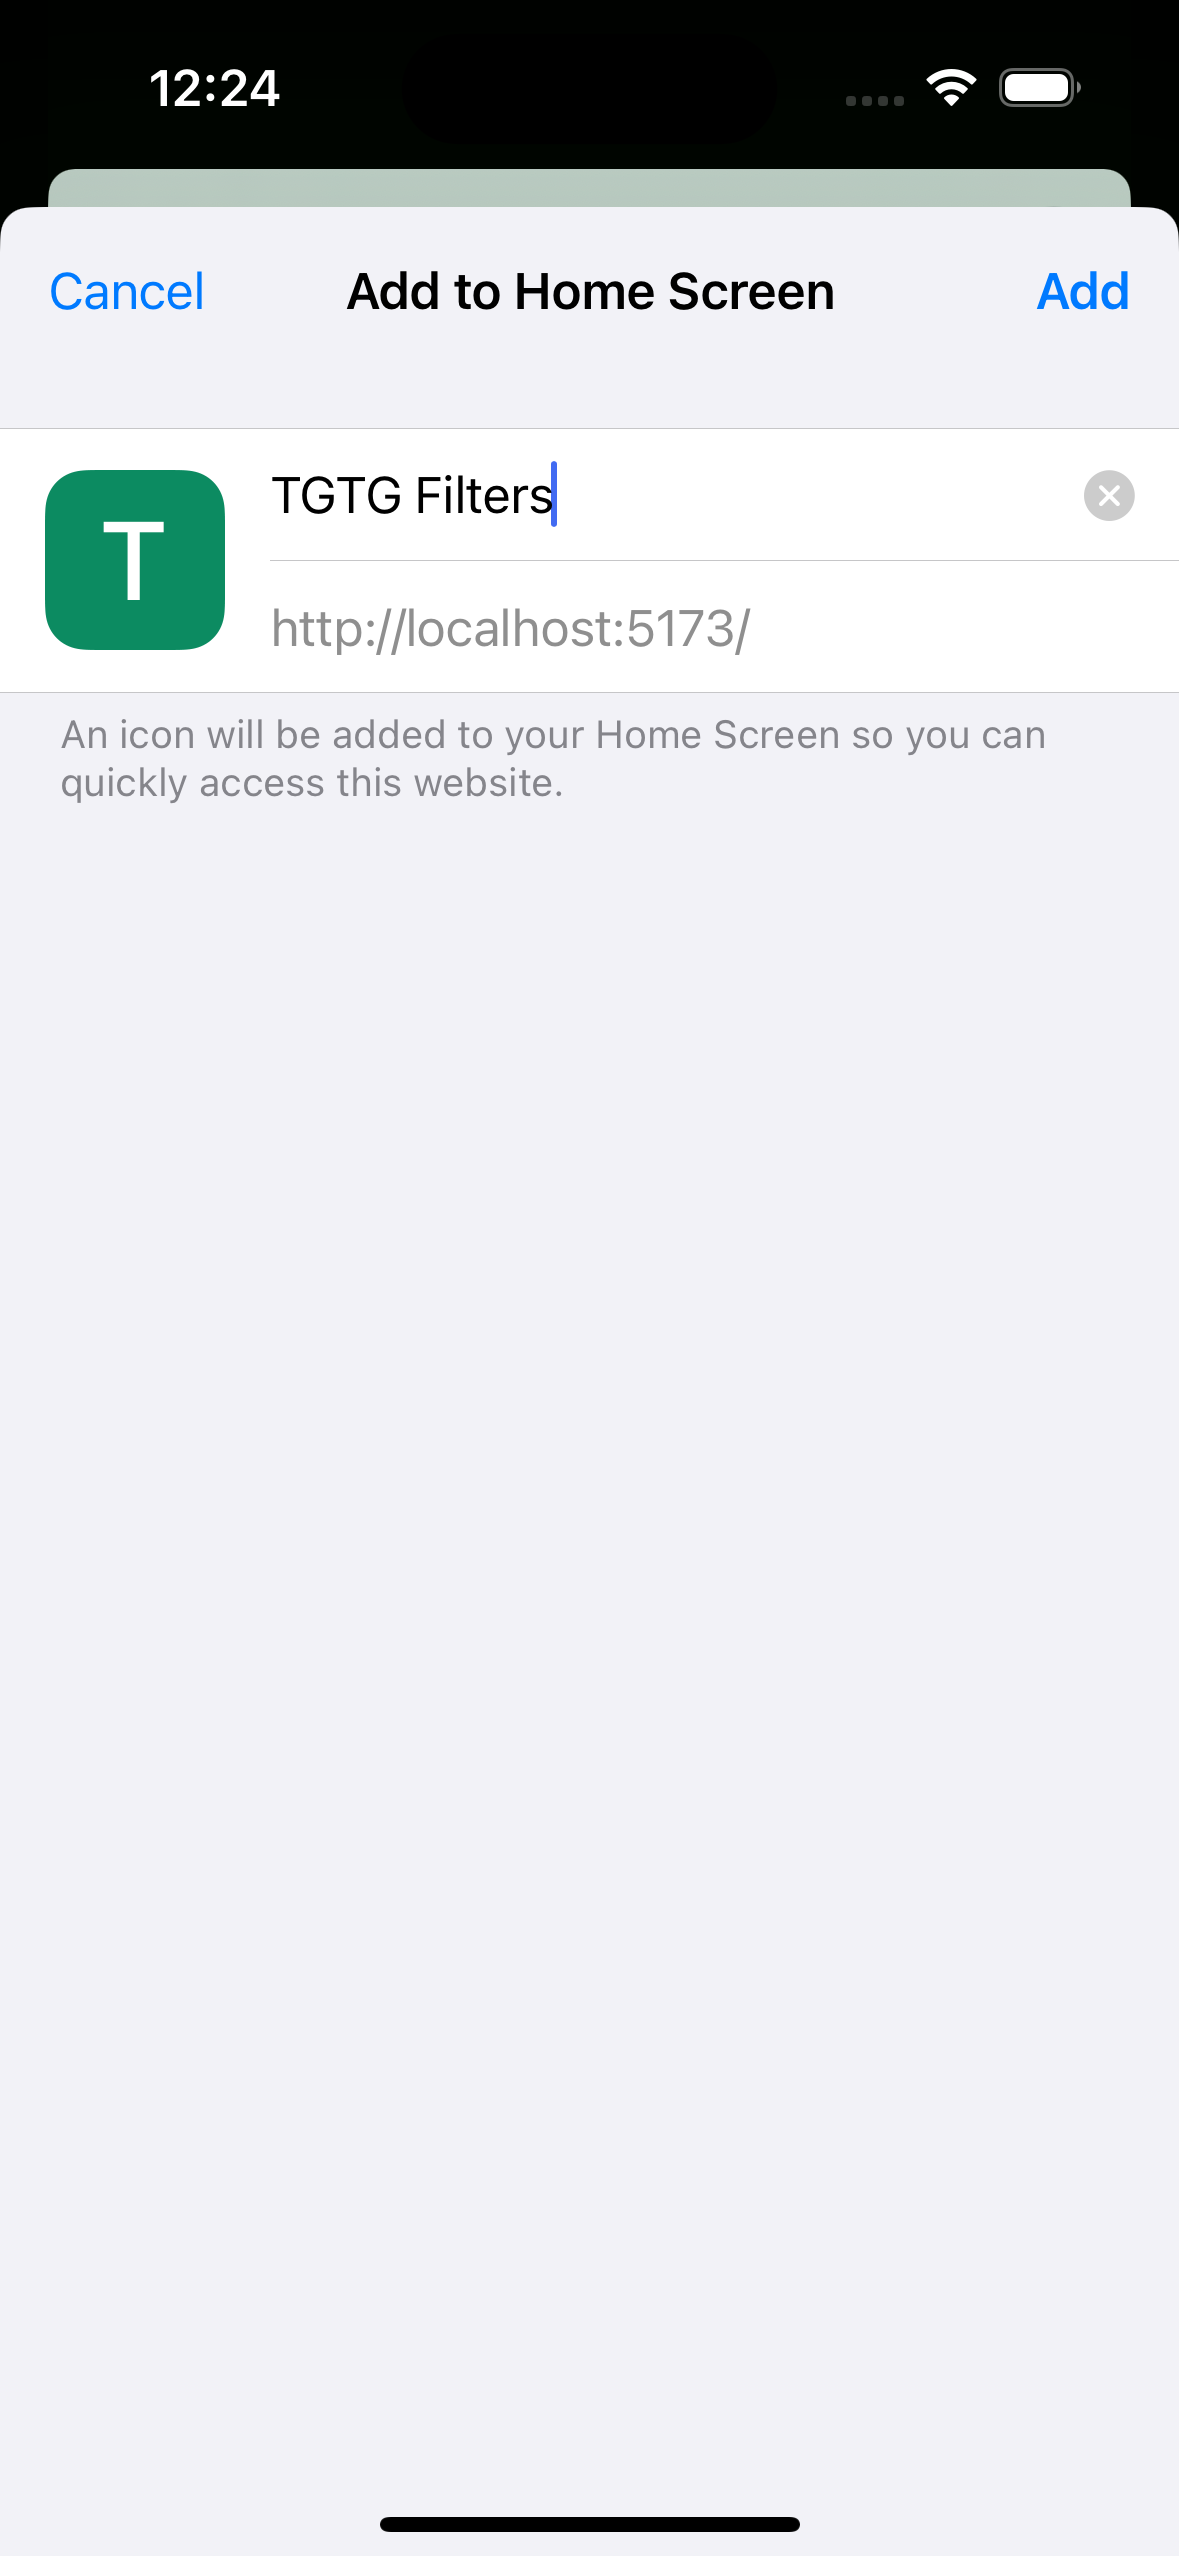 12:24
Cancel Add to Home Screen Add
TGTG Filters
T
http://localhost:5173/
An icon will be added to your Home Screen so you can
quickly access this website.